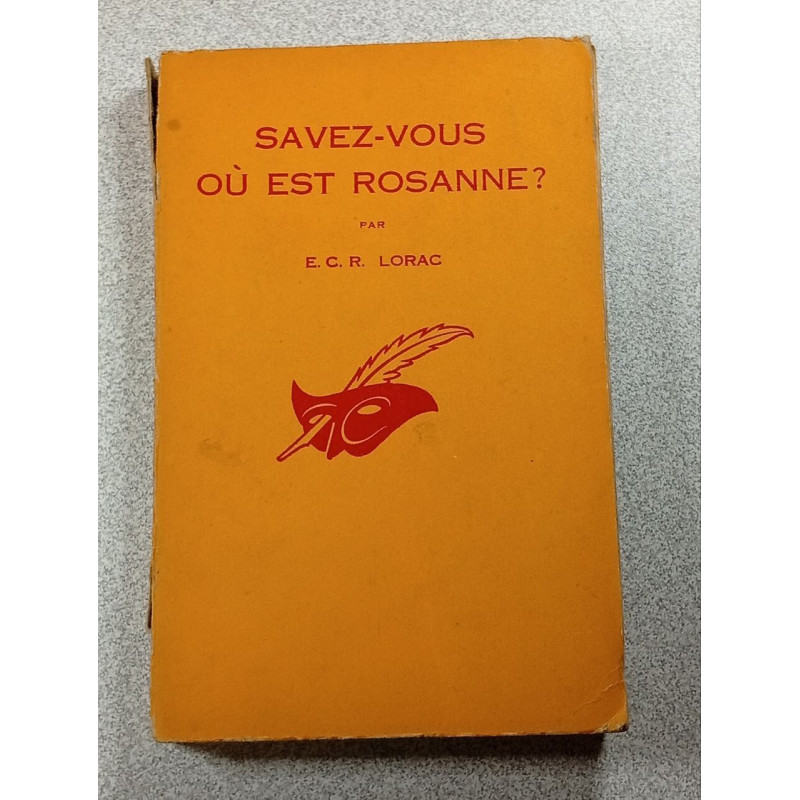 SAVEZ-VOUS
OÙ EST ROSANNE?
PAR
E. C. R. LORAC